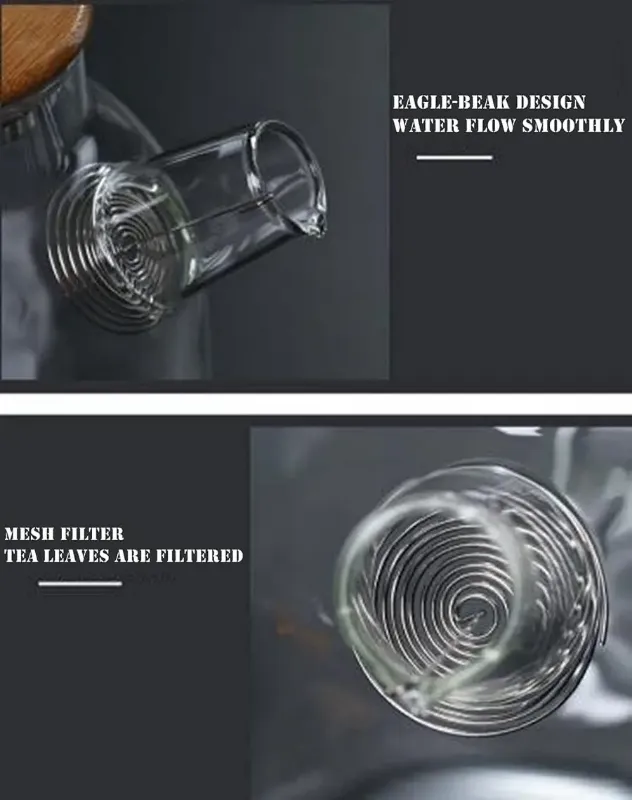 EAGLE-BEAK DESIGN
WATER FLOW SMOOTHLY
MESH FILTER
TEA LEAVES ARE FILTERED